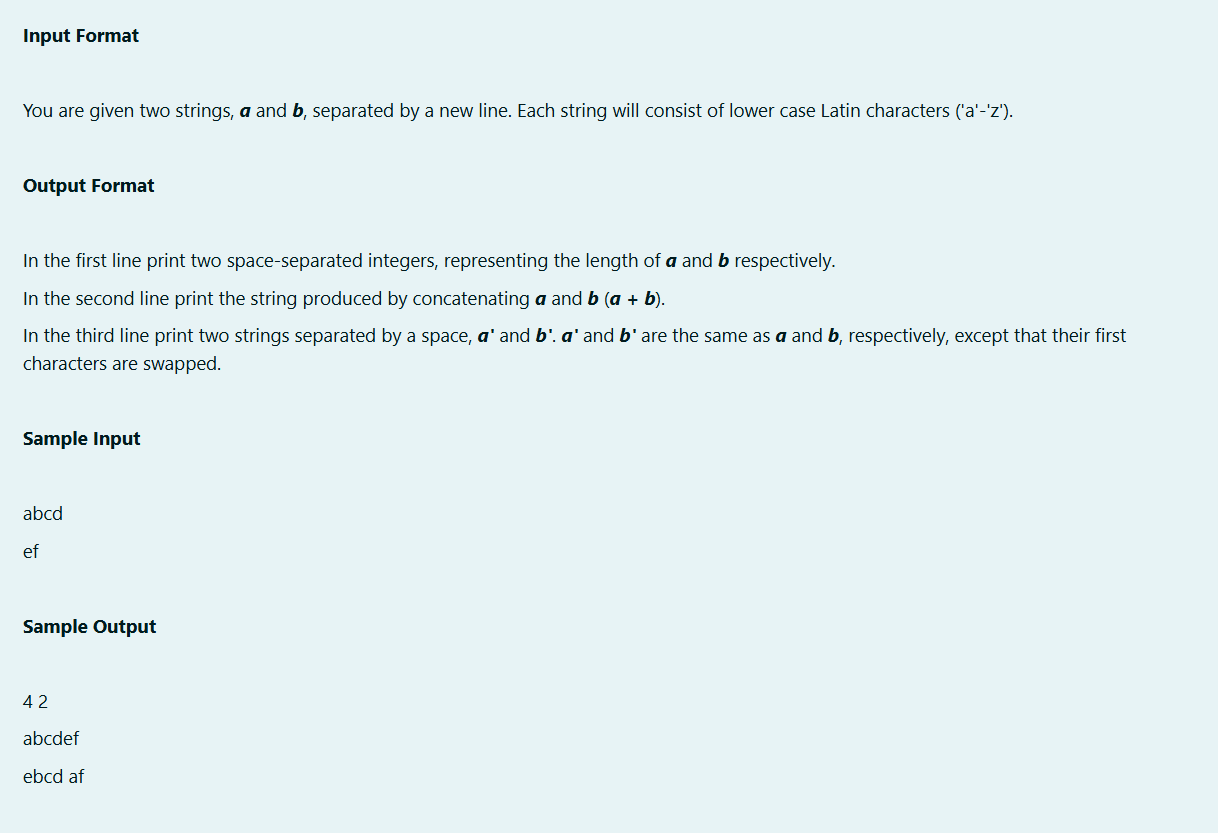 Input Format
You are given two strings, a and b, separated by a new line. Each string will consist of lower case Latin characters ('a'-'z').
Output Format
In the first line print two space-separated integers, representing the length of a and b respectively.
In the second line print the string produced by concatenating a and b (a + b).
In the third line print two strings separated by a space, a' and b'. a' and b' are the same as a and b, respectively, except that their first
characters are swapped.
Sample Input
abcd
ef
Sample Output
4 2
abcdef
ebcd af